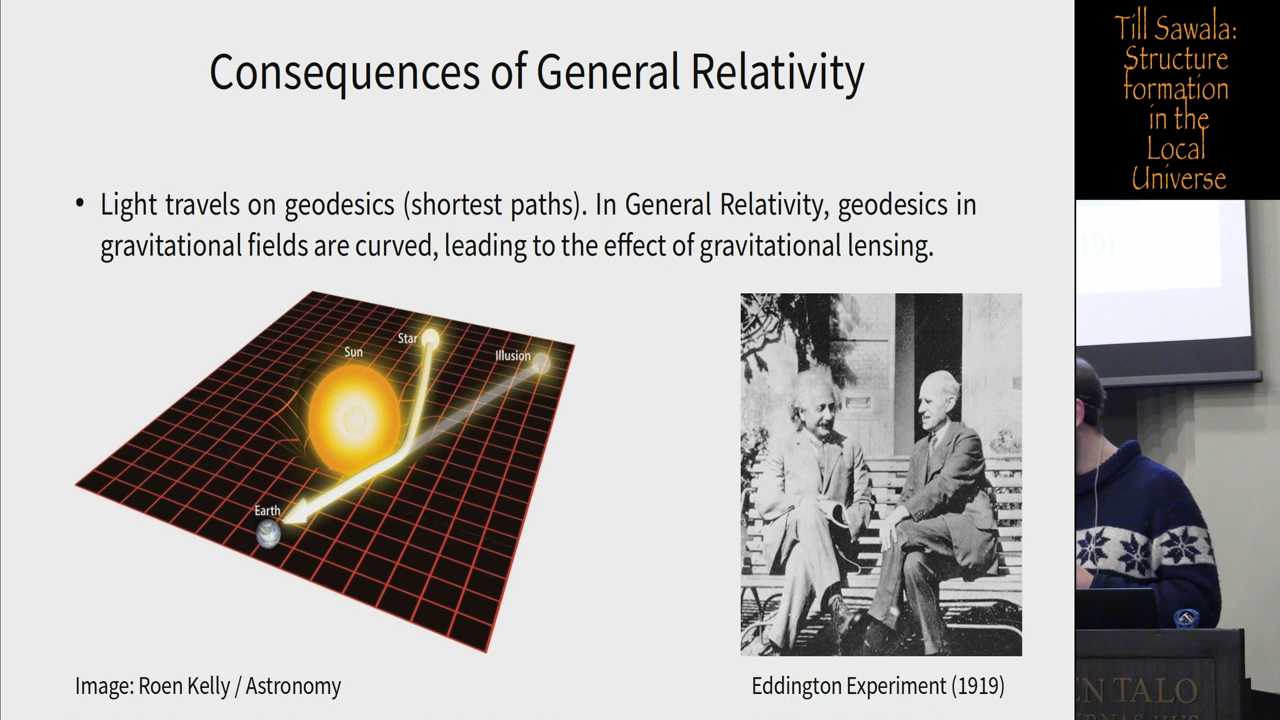 Consequences of General Relativity
• Light travels on geodesics (shortest paths). In General Relativity, geodesics in
gravitational fields are curved, leading to the effect of gravitational lensing.
Star
Sun
Illusion
Earth
Image: Roen Kelly / Astronomy
Eddington Experiment (1919)
Till Sawala:
Structure
formation
in the
Local
Universe
19)
EN TALO